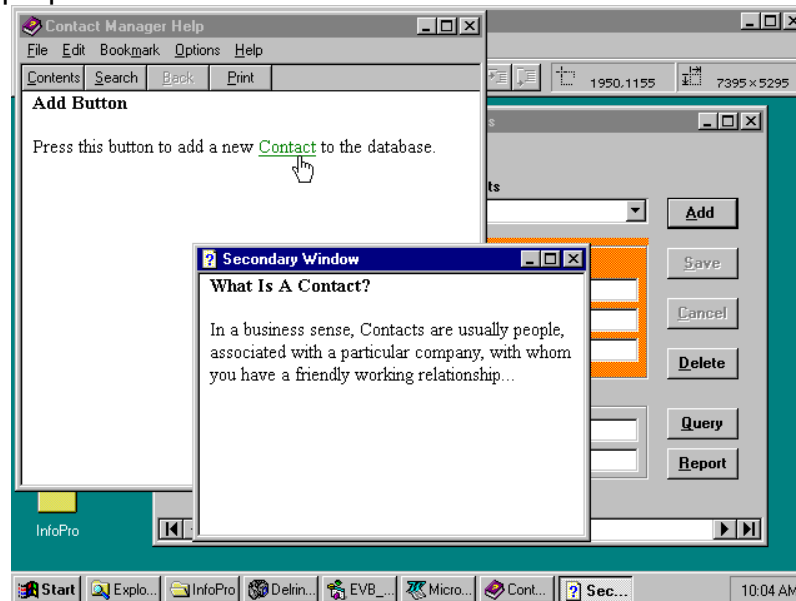 Contact Manager Help
File Edit Bookmark Options Help
Contents Search Back Print
1950,1155 7395×5295
Add Button
Press this button to add a new Contact to the database.
Add
Save
Cancel
Delete
Query
Report
Secondary Window
What Is A Contact?
In a business sense, Contacts are usually people,
associated with a particular company, with whom
you have a friendly working relationship...
InfoPro
Start Explo... InfoPro Delrin... EVB_... Micro... Cont... Sec... 10:04 AM